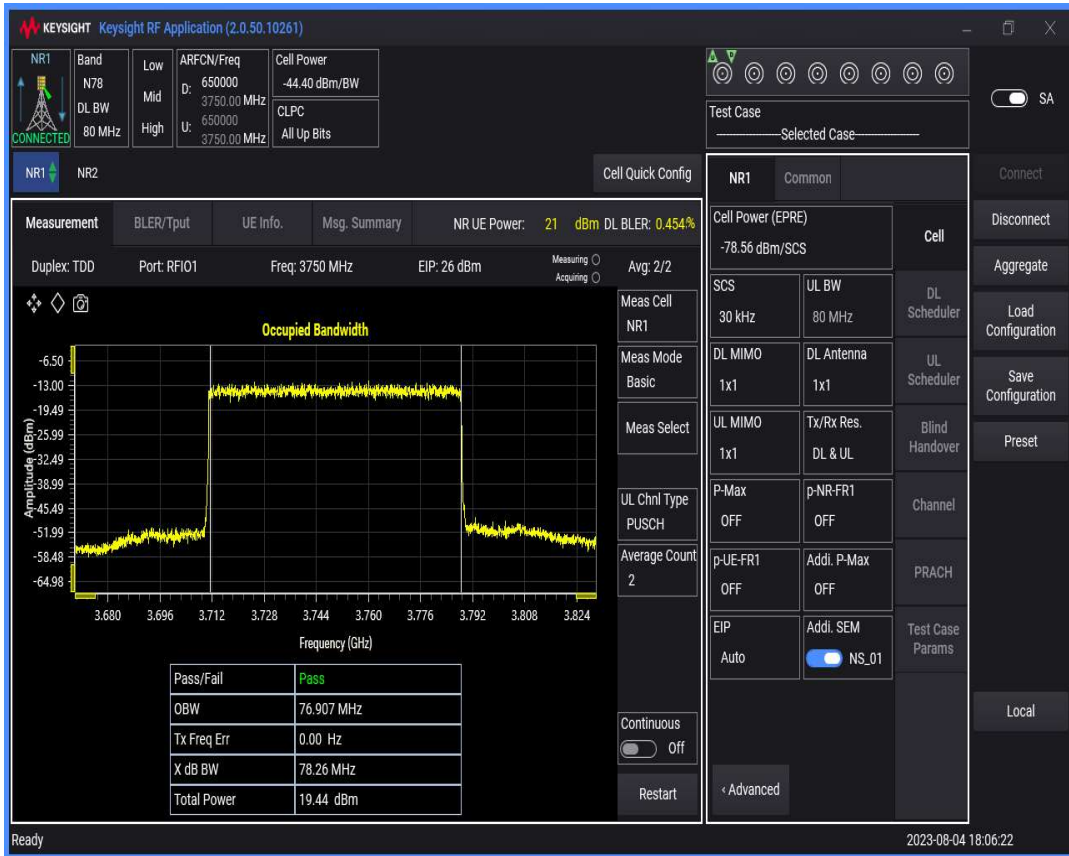 KEYSIGHT Keysight RF Application (2.0.50.10261)
NR1
CONNECTED
Band
N78
DL BW
80 MHz
Low
Mid
High
ARFCN/Freq
D: 650000
3750.00 MHz
U: 650000
3750.00 MHz
Cell Power
-44.40 dBm/BW
CLPC
All Up Bits
Test Case
Selected Case
SA
NR1
NR2
Cell Quick Config
Measurement
BLER/Tput
UE Info.
Msg. Summary
NR UE Power: 21 dBm DL BLER: 0.454%
Duplex: TDD
Port: RFIO1
Freq: 3750 MHz
EIP: 26 dBm
Measuring
Acquiring
Avg: 2/2
Occupied Bandwidth
Amplitude (dBm)
-6.50
-13.00
-19.49
-25.99
-32.49
-38.99
-45.49
-51.99
-58.48
-64.98
3.680 3.696 3.712 3.728 3.744 3.760 3.776 3.792 3.808 3.824
Frequency (GHz)
Pass/Fail Pass
OBW 76.907 MHz
Tx Freq Err 0.00 Hz
X dB BW 78.26 MHz
Total Power 19.44 dBm
Meas Cell
NR1
Meas Mode
Basic
Meas Select
UL Chnl Type
PUSCH
Average Count
2
Continuous
Off
Restart
NR1
Common
Cell Power (EPRE)
-78.56 dBm/SCS
SCS
30 kHz
UL BW
80 MHz
DL MIMO
1x1
DL Antenna
1x1
UL MIMO
1x1
Tx/Rx Res.
DL & UL
P-Max
OFF
p-NR-FR1
OFF
p-UE-FR1
OFF
Addi. P-Max
OFF
EIP
Auto
Addi. SEM
NS_01
‹ Advanced
Cell
DL
Scheduler
UL
Scheduler
Blind
Handover
Channel
PRACH
Test Case
Params
Connect
Disconnect
Aggregate
Load
Configuration
Save
Configuration
Preset
Local
Ready
2023-08-04 18:06:22